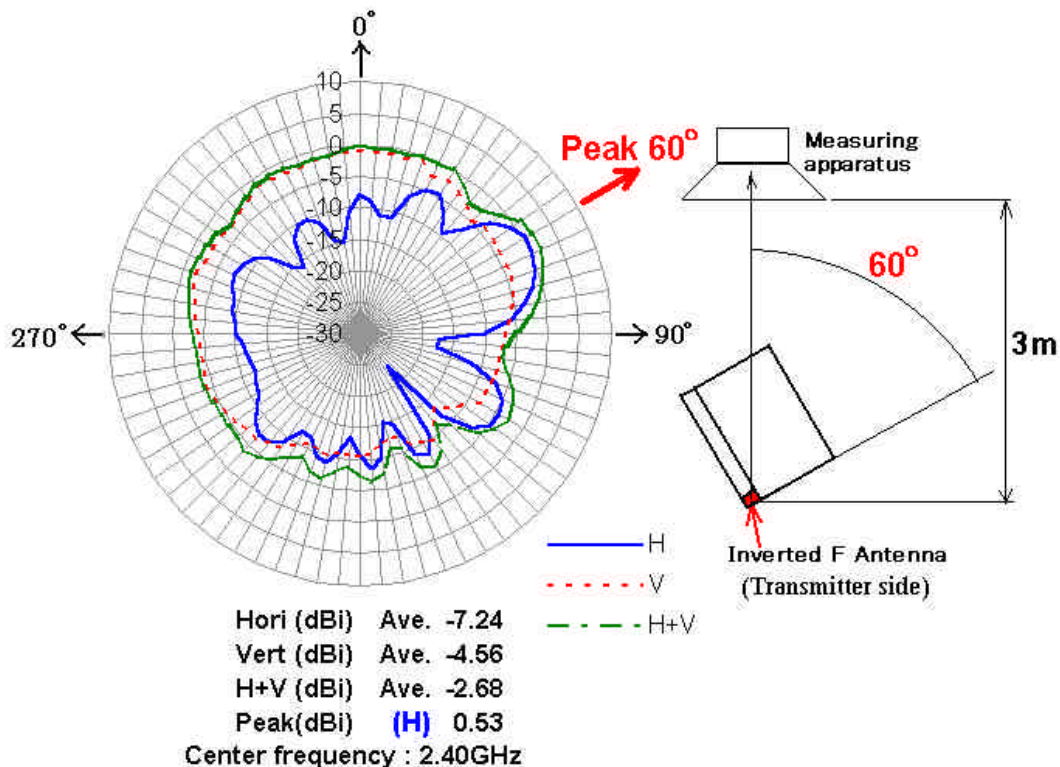 0°
10
5
0
-5
-10
-15
-20
-25
-30
270°
90°
Peak 60°
Measuring
apparatus
60°
3m
Inverted F Antenna
(Transmitter side)
H
V
H+V
Hori (dBi) Ave. -7.24
Vert (dBi) Ave. -4.56
H+V (dBi) Ave. -2.68
Peak(dBi) (H) 0.53
Center frequency : 2.40GHz